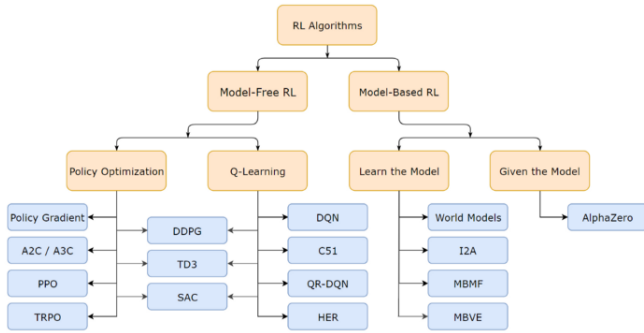 RL Algorithms
Model-Free RL
Model-Based RL
Policy Optimization
Q-Learning
Learn the Model
Given the Model
Policy Gradient
A2C / A3C
PPO
TRPO
DDPG
TD3
SAC
DQN
C51
QR-DQN
HER
World Models
I2A
MBMF
MBVE
AlphaZero